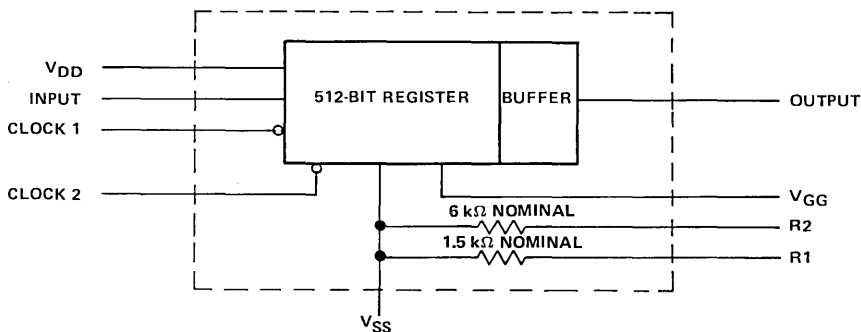 V_DD
INPUT
CLOCK 1
CLOCK 2
512-BIT REGISTER
BUFFER
OUTPUT
V_GG
6 kΩ NOMINAL
R2
1.5 kΩ NOMINAL
R1
V_SS